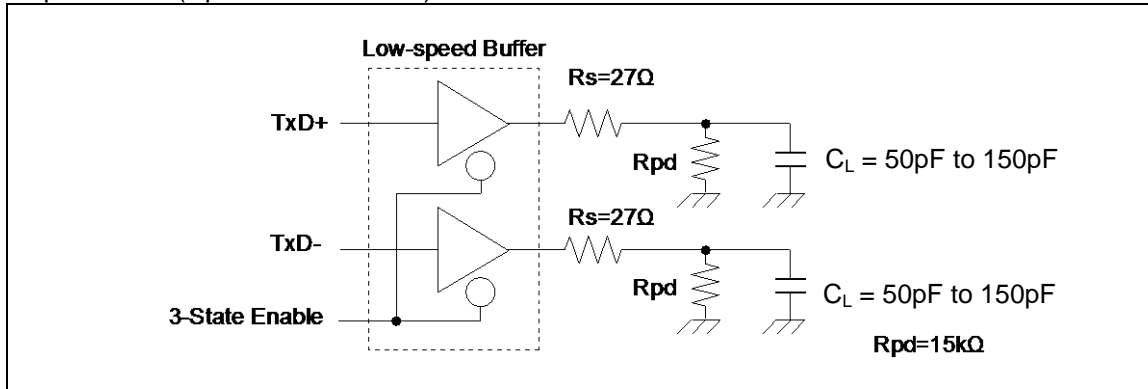 Low-speed Buffer
Rs=27Ω
TxD+
Rpd
C_L = 50pF to 150pF
Rs=27Ω
TxD-
Rpd
C_L = 50pF to 150pF
3-State Enable
Rpd=15kΩ